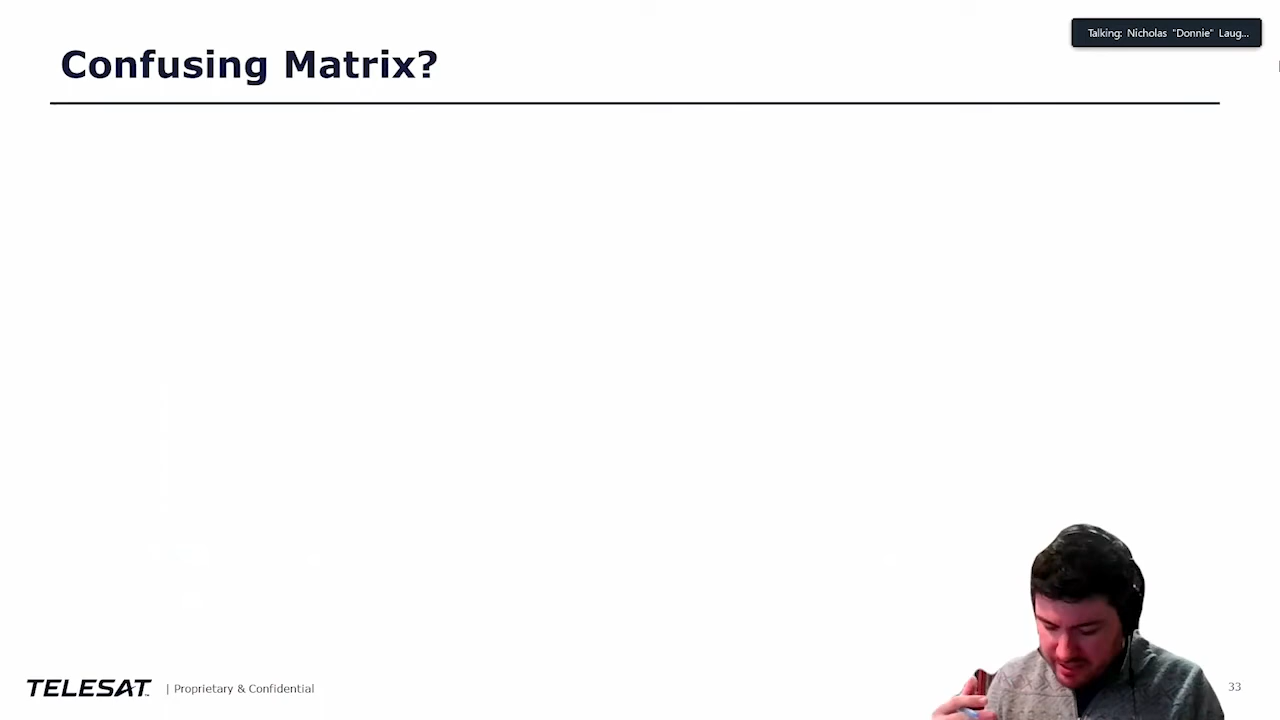 Talking: Nicholas "Donnie" Laug...
Confusing Matrix?
TELESAT
| Proprietary & Confidential
33